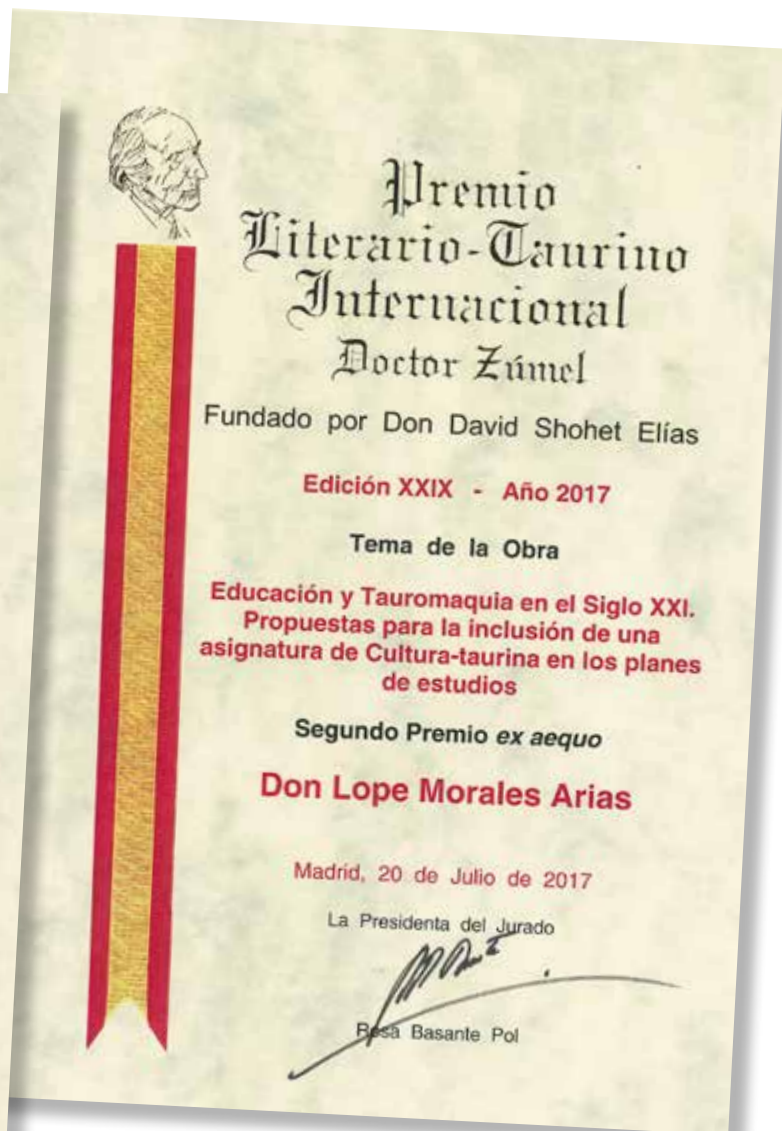 Premio
Literario-Taurino
Internacional
Doctor Zúmel
Fundado por Don David Shohet Elías
Edición XXIX - Año 2017
Tema de la Obra
Educación y Tauromaquia en el Siglo XXI.
Propuestas para la inclusión de una
asignatura de Cultura-taurina en los planes
de estudios
Segundo Premio ex aequo
Don Lope Morales Arias
Madrid, 20 de Julio de 2017
La Presidenta del Jurado
Rosa Basante Pol